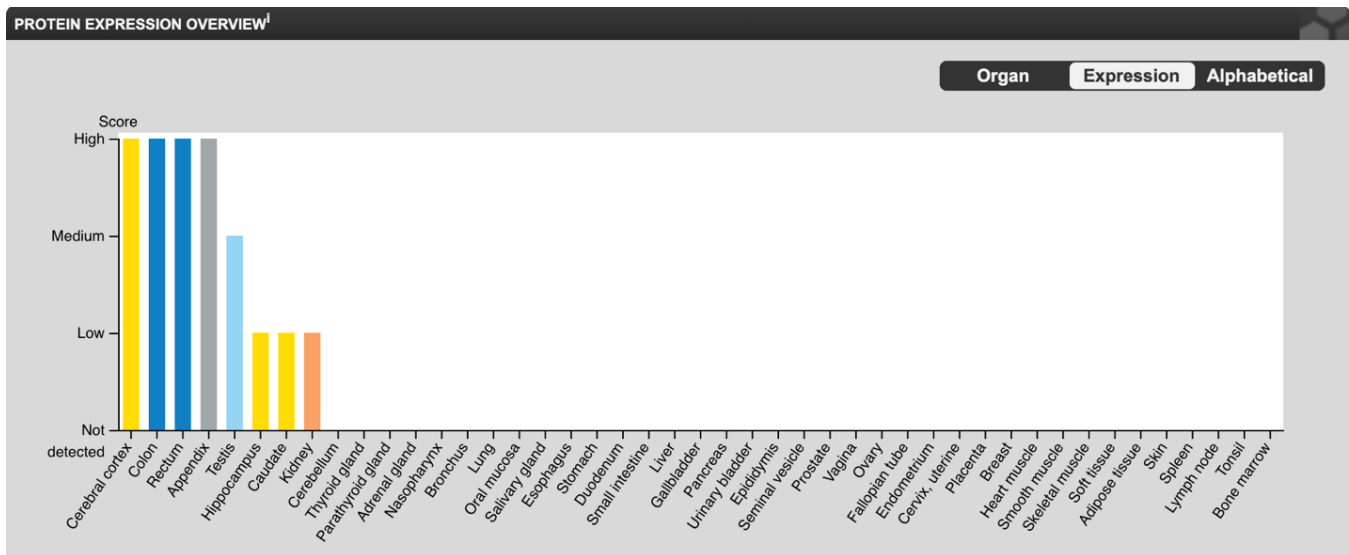 PROTEIN EXPRESSION OVERVIEWi
Organ Expression Alphabetical
Score
High
Medium
Low
Not
detected
Cerebral cortex
Colon
Rectum
Appendix
Testis
Hippocampus
Caudate
Kidney
Cerebellum
Thyroid gland
Parathyroid gland
Adrenal gland
Nasopharynx
Bronchus
Lung
Oral mucosa
Salivary gland
Esophagus
Stomach
Duodenum
Small intestine
Liver
Gallbladder
Pancreas
Urinary bladder
Epididymis
Seminal vesicle
Prostate
Vagina
Ovary
Fallopian tube
Endometrium
Cervix, uterine
Placenta
Breast
Heart muscle
Smooth muscle
Skeletal muscle
Soft tissue
Adipose tissue
Skin
Spleen
Lymph node
Tonsil
Bone marrow